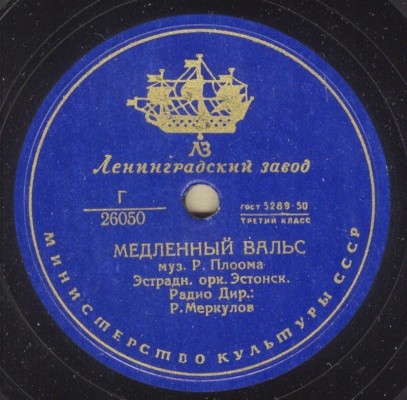 ЛЗ
Ленинградский завод
Г
26050
ГОСТ 5289-50
ТРЕТИЙ КЛАСС
МЕДЛЕННЫЙ ВАЛЬС
муз. Р. Плоома
Эстрадн. орк. Эстонск.
Радио Дир.:
Р. Меркулов
МИНИСТЕРСТВО КУЛЬТУРЫ СССР